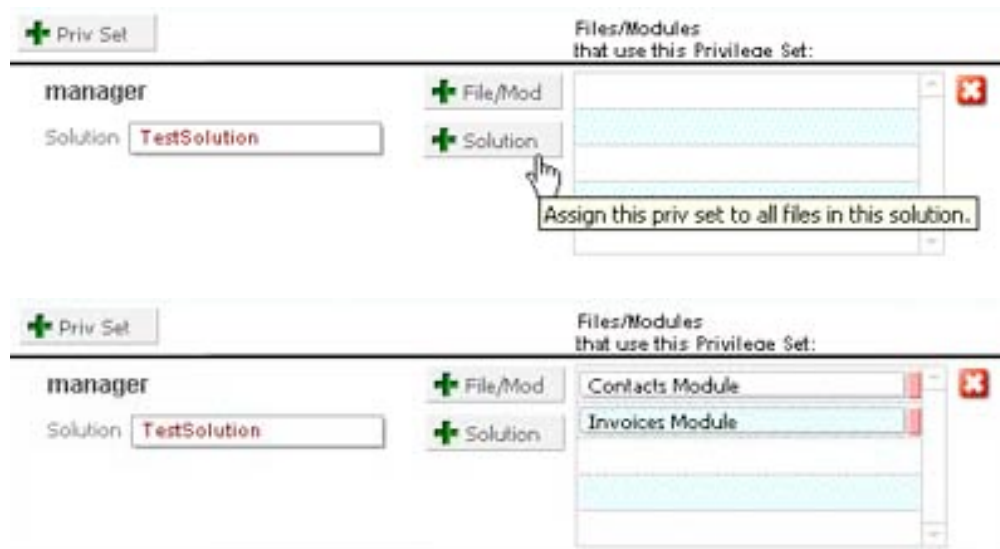 Priv Set
Files/Modules
that use this Privilege Set:
manager
File/Mod
Solution TestSolution
Solution
Assign this priv set to all files in this solution.
Priv Set
Files/Modules
that use this Privilege Set:
manager
File/Mod
Contacts Module
Solution TestSolution
Solution
Invoices Module